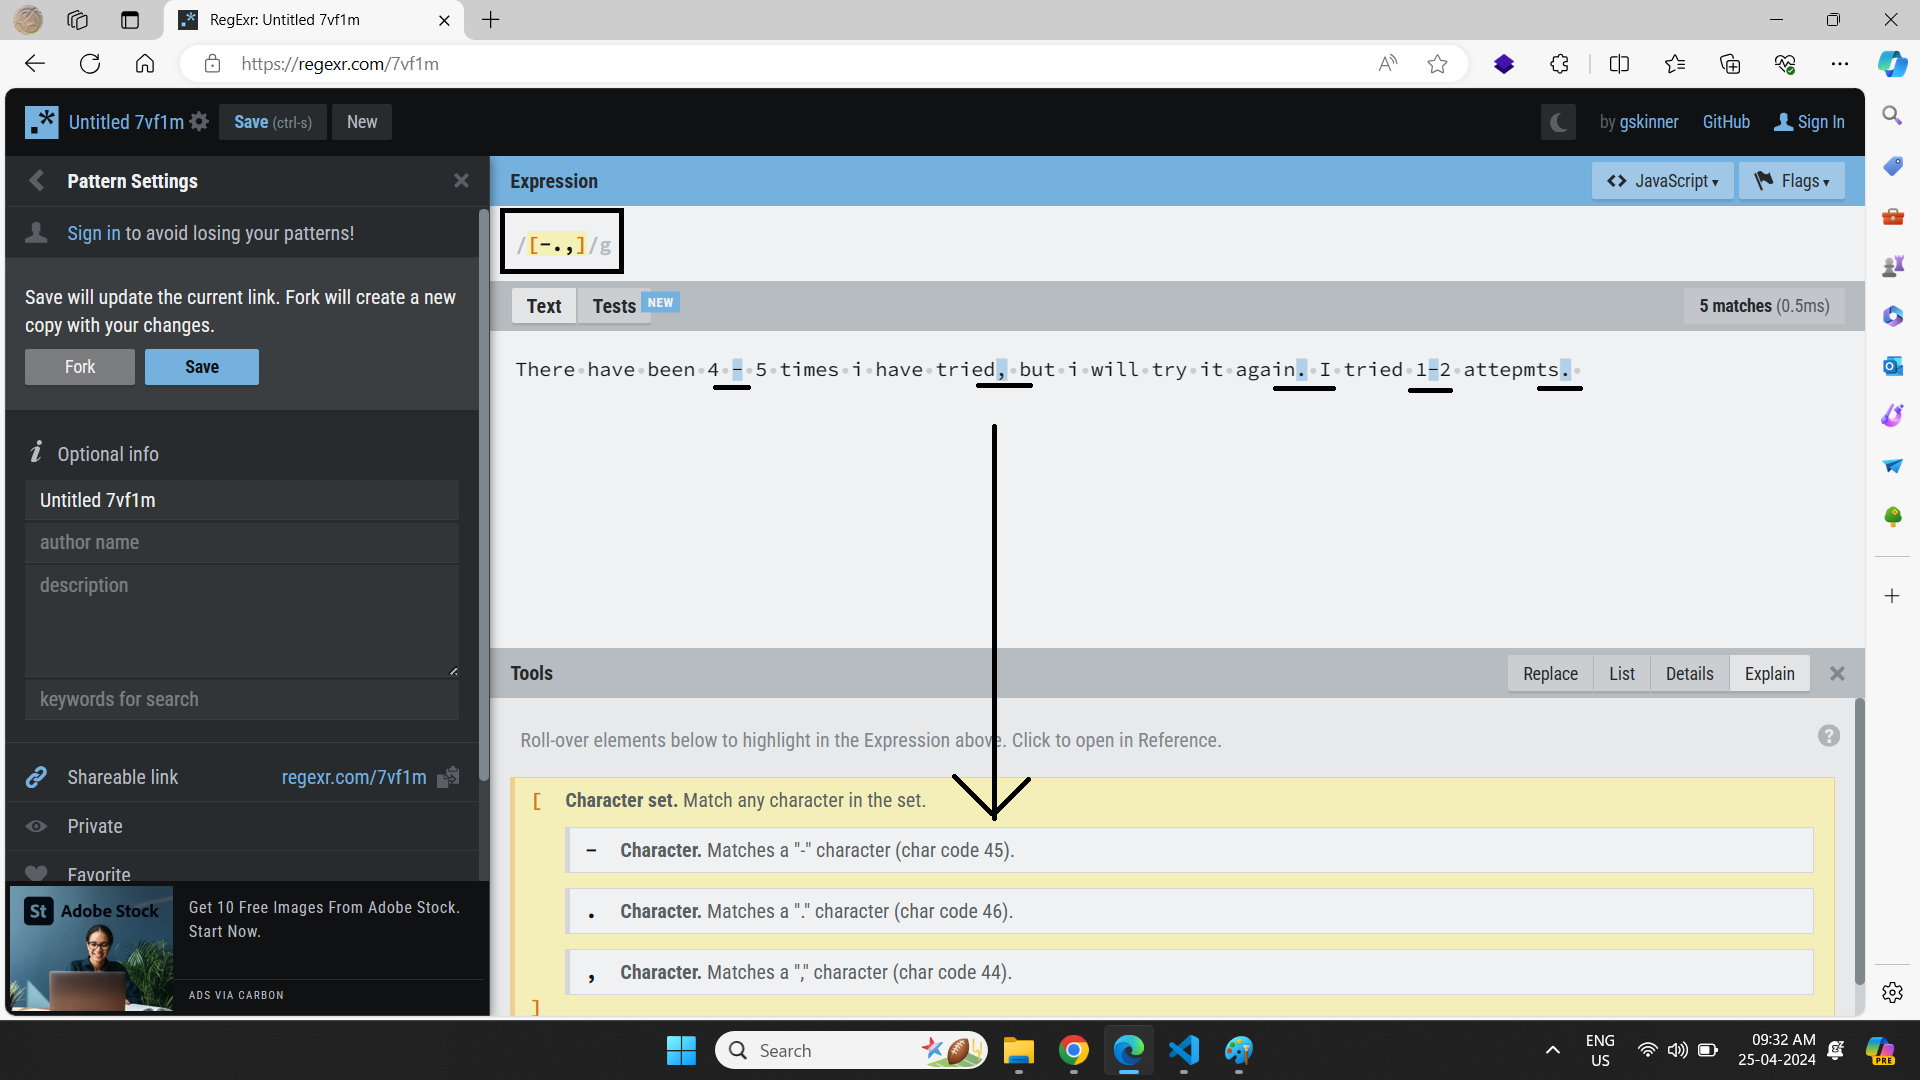 RegExr: Untitled 7vf1m
https://regexr.com/7vf1m
.* Untitled 7vf1m Save (ctrl-s) New by gskinner GitHub Sign In
Pattern Settings
Sign in to avoid losing your patterns!
Save will update the current link. Fork will create a new
copy with your changes.
Fork Save
Optional info
Untitled 7vf1m
author name
description
keywords for search
Shareable link regexr.com/7vf1m
Private
Favorite
St Adobe Stock
Get 10 Free Images From Adobe Stock.
Start Now.
ADS VIA CARBON
Expression <> JavaScript Flags
/[-.,]/g
Text Tests NEW 5 matches (0.5ms)
There have been 4 - 5 times i have tried, but i will try it again. I tried 1-2 attepmts.
Tools Replace List Details Explain
Roll-over elements below to highlight in the Expression above. Click to open in Reference.
[ Character set. Match any character in the set.
- Character. Matches a "-" character (char code 45).
. Character. Matches a "." character (char code 46).
, Character. Matches a "," character (char code 44).
]
Search
ENG
US
09:32 AM
25-04-2024
PRE